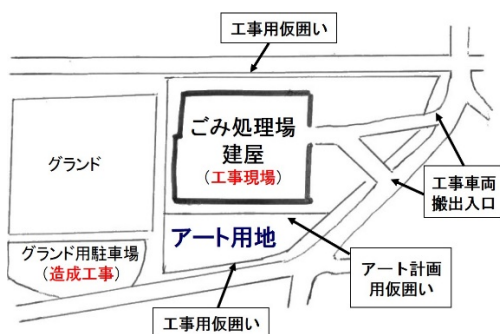 工事用仮囲い
ごみ処理場
建屋
(工事現場)
グランド
工事車両
搬出入口
アート用地
グランド用駐車場
(造成工事)
アート計画
用仮囲い
工事用仮囲い